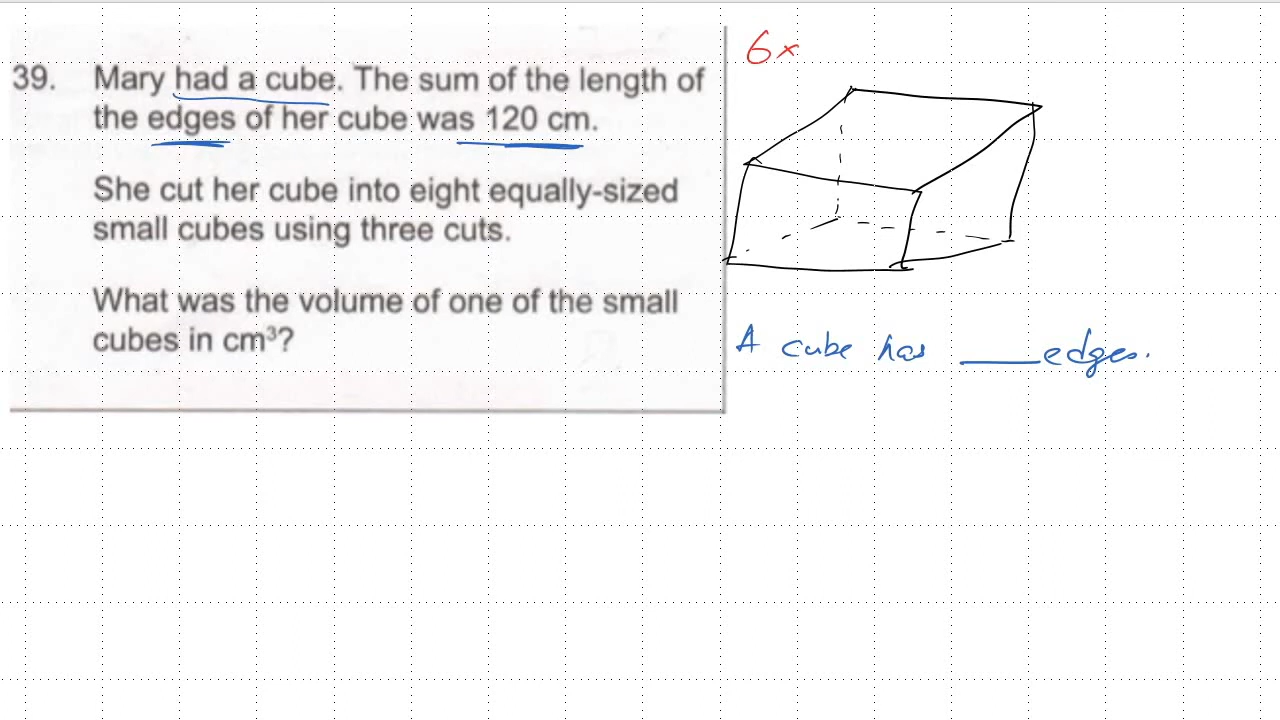 39. Mary had a cube. The sum of the length of
the edges of her cube was 120 cm.
She cut her cube into eight equally-sized
small cubes using three cuts.
What was the volume of one of the small
cubes in cm³?
6×
A cube has ____ edges.